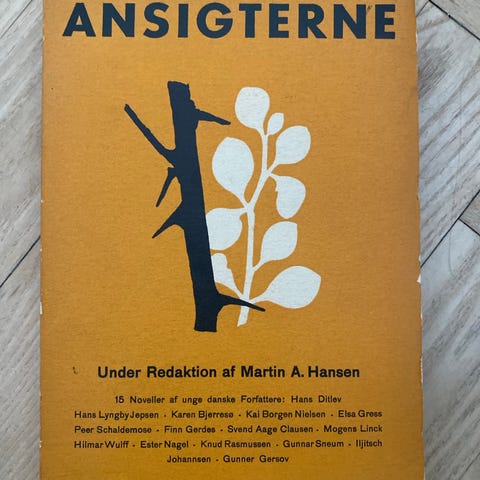 ANSIGTERNE
Under Redaktion af Martin A. Hansen
15 Noveller af unge danske Forfattere: Hans Ditlev
Hans Lyngby Jepsen · Karen Bjerresø · Kai Borgen Nielsen · Elsa Gress
Peer Schaldemose · Finn Gerdes · Svend Aage Clausen · Mogens Linck
Hilmar Wulff · Ester Nagel · Knud Rasmussen · Gunnar Sneum · Iljitsch
Johannsen · Gunner Gersov